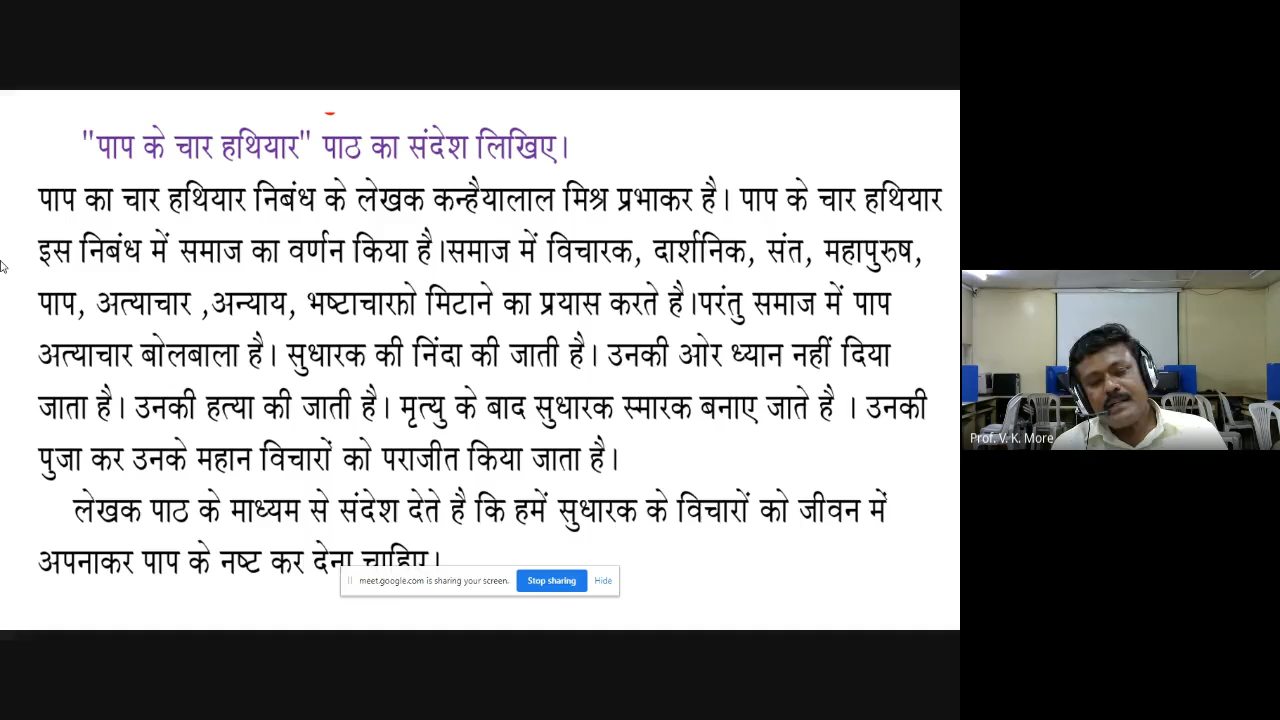 "पाप के चार हथियार" पाठ का संदेश लिखिए।
पाप का चार हथियार निबंध के लेखक कन्हैयालाल मिश्र प्रभाकर है। पाप के चार हथियार
इस निबंध में समाज का वर्णन किया है।समाज में विचारक, दार्शनिक, संत, महापुरुष,
पाप, अत्याचार ,अन्याय, भष्टाचारको मिटाने का प्रयास करते है।परंतु समाज में पाप
अत्याचार बोलबाला है। सुधारक की निंदा की जाती है। उनकी ओर ध्यान नहीं दिया
जाता है। उनकी हत्या की जाती है। मृत्यु के बाद सुधारक स्मारक बनाए जाते है । उनकी
पुजा कर उनके महान विचारों को पराजीत किया जाता है।
लेखक पाठ के माध्यम से संदेश देते है कि हमें सुधारक के विचारों को जीवन में
अपनाकर पाप के नष्ट कर देना चाहिए।
meet.google.com is sharing your screen. Stop sharing Hide
Prof. V. K. More